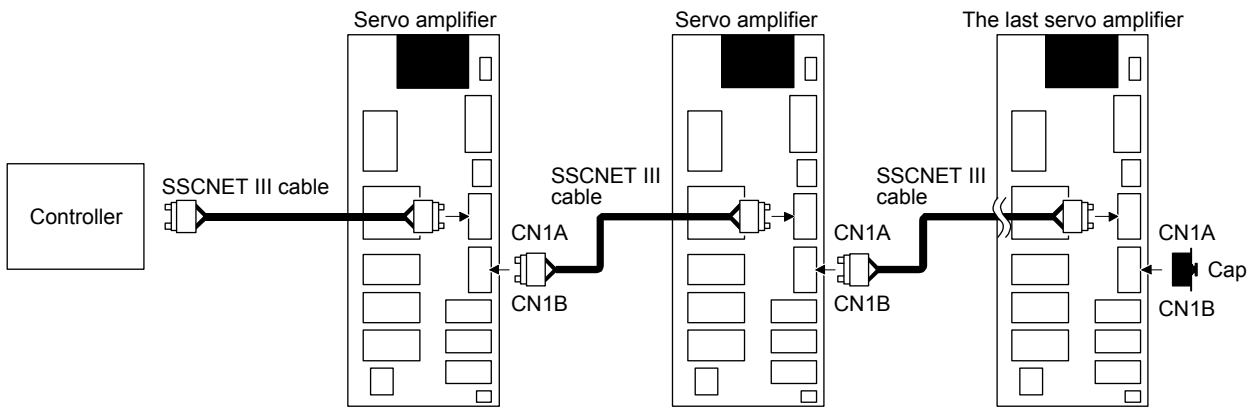 Servo amplifier
Servo amplifier
The last servo amplifier
Controller
SSCNET III cable
SSCNET III
cable
SSCNET III
cable
CN1A
CN1B
CN1A
CN1B
CN1A
Cap
CN1B